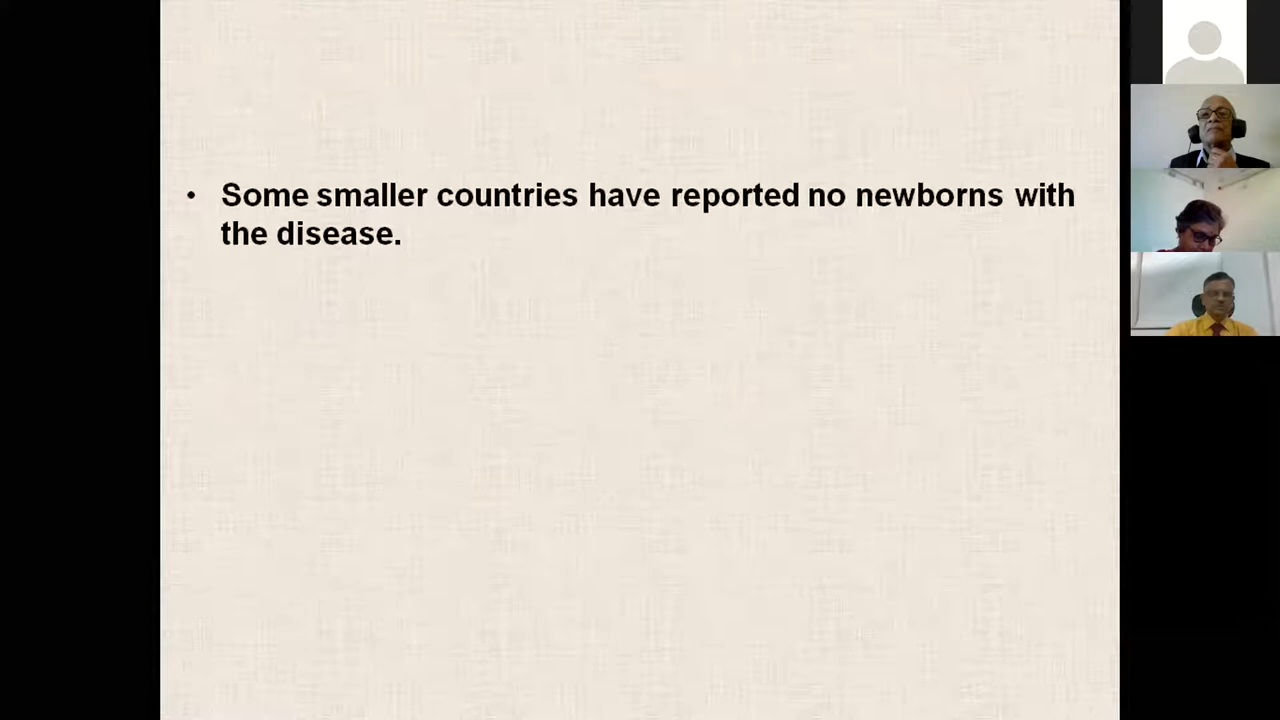 • Some smaller countries have reported no newborns with
the disease.